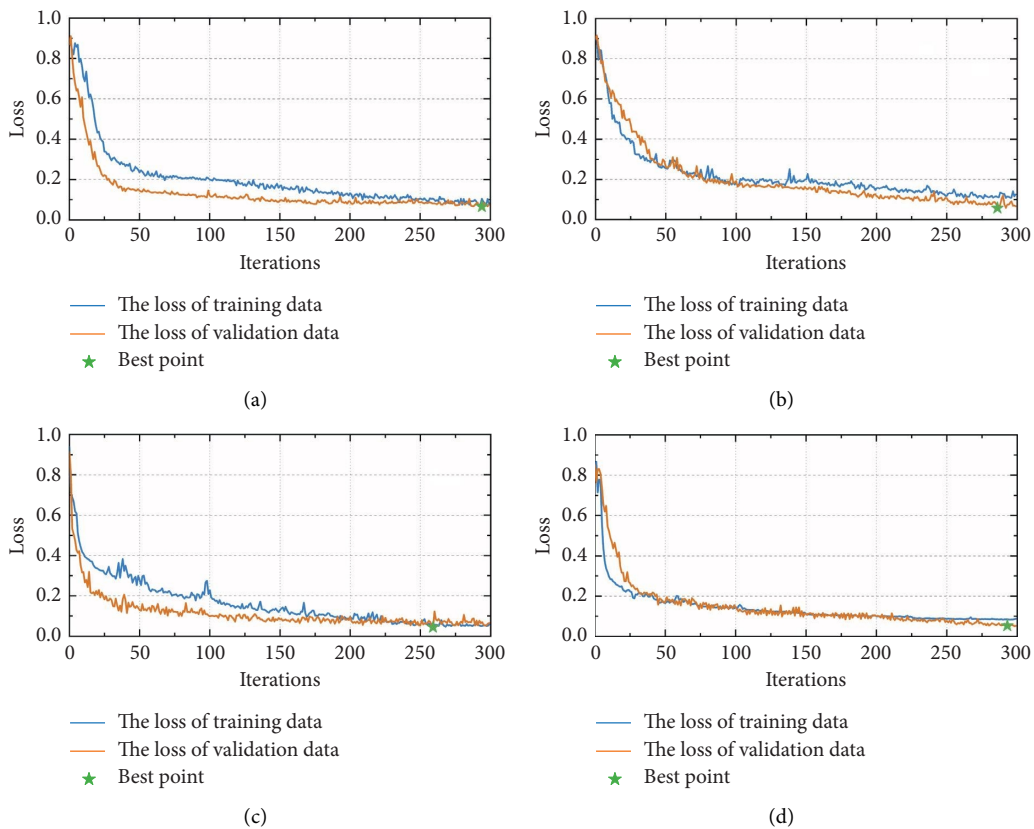 1.0
0.8
0.6
0.4
0.2
0.0
Loss
0 50 100 150 200 250 300
Iterations
The loss of training data
The loss of validation data
Best point
(a)
1.0
0.8
0.6
0.4
0.2
0.0
Loss
0 50 100 150 200 250 300
Iterations
The loss of training data
The loss of validation data
Best point
(b)
1.0
0.8
0.6
0.4
0.2
0.0
Loss
0 50 100 150 200 250 300
Iterations
The loss of training data
The loss of validation data
Best point
(c)
1.0
0.8
0.6
0.4
0.2
0.0
Loss
0 50 100 150 200 250 300
Iterations
The loss of training data
The loss of validation data
Best point
(d)